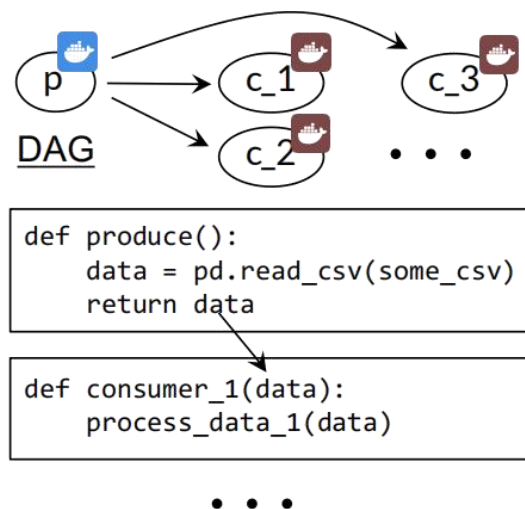 p
c_1
c_3
DAG
c_2
• • •
def produce():
    data = pd.read_csv(some_csv)
    return data
def consumer_1(data):
    process_data_1(data)
• • •